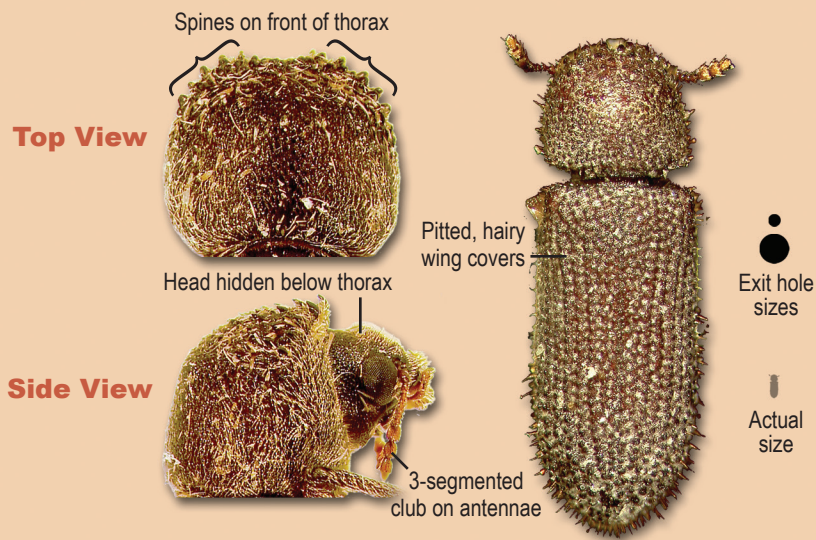 Spines on front of thorax
Top View
Pitted, hairy
wing covers
Exit hole
sizes
Head hidden below thorax
Side View
3-segmented
club on antennae
Actual
size